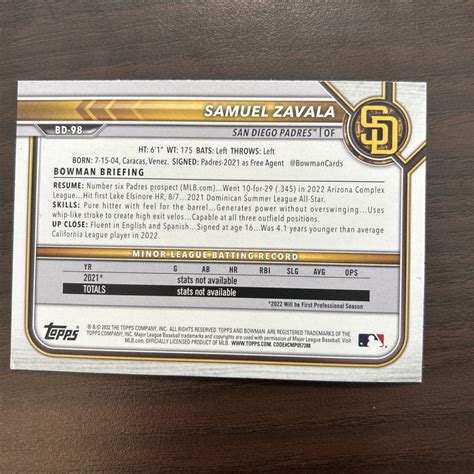 BD-98
SAMUEL ZAVALA
SAN DIEGO PADRES™ | OF
SD
HT: 6'1" WT: 175 BATS: Left THROWS: Left
BORN: 7-15-04, Caracas, Venez. SIGNED: Padres-2021 as Free Agent @BowmanCards
BOWMAN BRIEFING
RESUME: Number six Padres prospect (MLB.com)...Went 10-for-29 (.345) in 2022 Arizona Complex
League...Hit first Lake Elsinore HR, 8/7...2021 Dominican Summer League All-Star.
SKILLS: Pure hitter with feel for the barrel...Generates power without overswinging...Uses
whip-like stroke to create high exit velos...Capable at all three outfield positions.
UP CLOSE: Fluent in English and Spanish...Signed at age 16...Was 4.1 years younger than average
California League player in 2022.
MINOR LEAGUE BATTING RECORD
YR G AB HR RBI SLG AVG OPS
2021* stats not available
TOTALS stats not available
*2022 Will be First Professional Season
Topps
® & © 2022 THE TOPPS COMPANY, INC. ALL RIGHTS RESERVED. TOPPS AND BOWMAN ARE REGISTERED TRADEMARKS OF THE
TOPPS COMPANY, INC. Major League Baseball trademarks and copyrights are used with permission of Major League Baseball. Visit
MLB.com. OFFICIALLY LICENSED PRODUCT OF MLB. WWW.TOPPS.COM. CODE#CMP057288